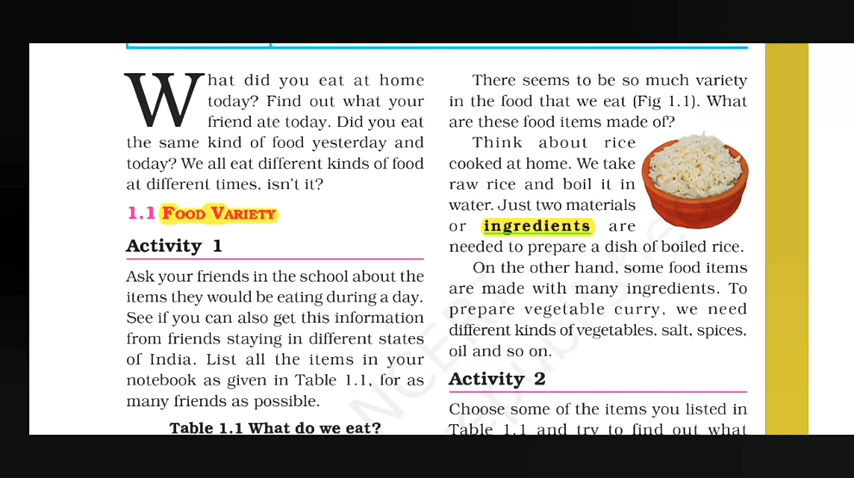 What did you eat at home
today? Find out what your
friend ate today. Did you eat
the same kind of food yesterday and
today? We all eat different kinds of food
at different times, isn't it?
1.1 FOOD VARIETY
Activity 1
Ask your friends in the school about the
items they would be eating during a day.
See if you can also get this information
from friends staying in different states
of India. List all the items in your
notebook as given in Table 1.1, for as
many friends as possible.
Table 1.1 What do we eat?
There seems to be so much variety
in the food that we eat (Fig 1.1). What
are these food items made of?
Think about rice
cooked at home. We take
raw rice and boil it in
water. Just two materials
or ingredients are
needed to prepare a dish of boiled rice.
On the other hand, some food items
are made with many ingredients. To
prepare vegetable curry, we need
different kinds of vegetables, salt, spices,
oil and so on.
Activity 2
Choose some of the items you listed in
Table 1.1 and try to find out what